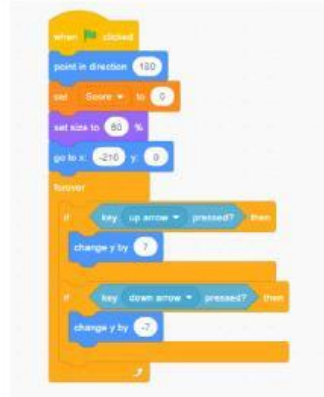 when clicked
point in direction 180
set Score to 0
set size to 80 %
go to x: -210 y: 0
forever
if key up arrow pressed? then
change y by 7
if key down arrow pressed? then
change y by -7